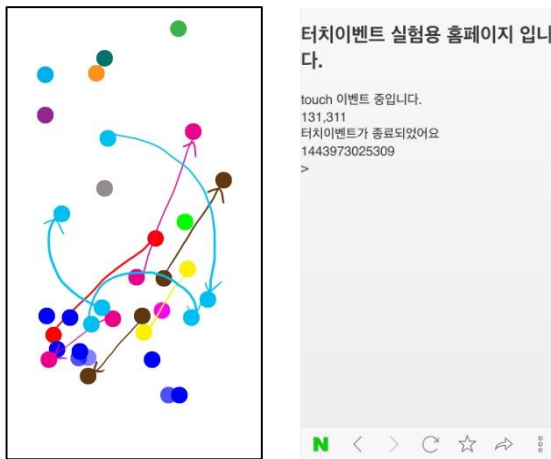 터치이벤트 실험용 홈페이지 입니
다.
touch 이벤트 중입니다.
131,311
터치이벤트가 종료되었어요
1443973025309
>
N